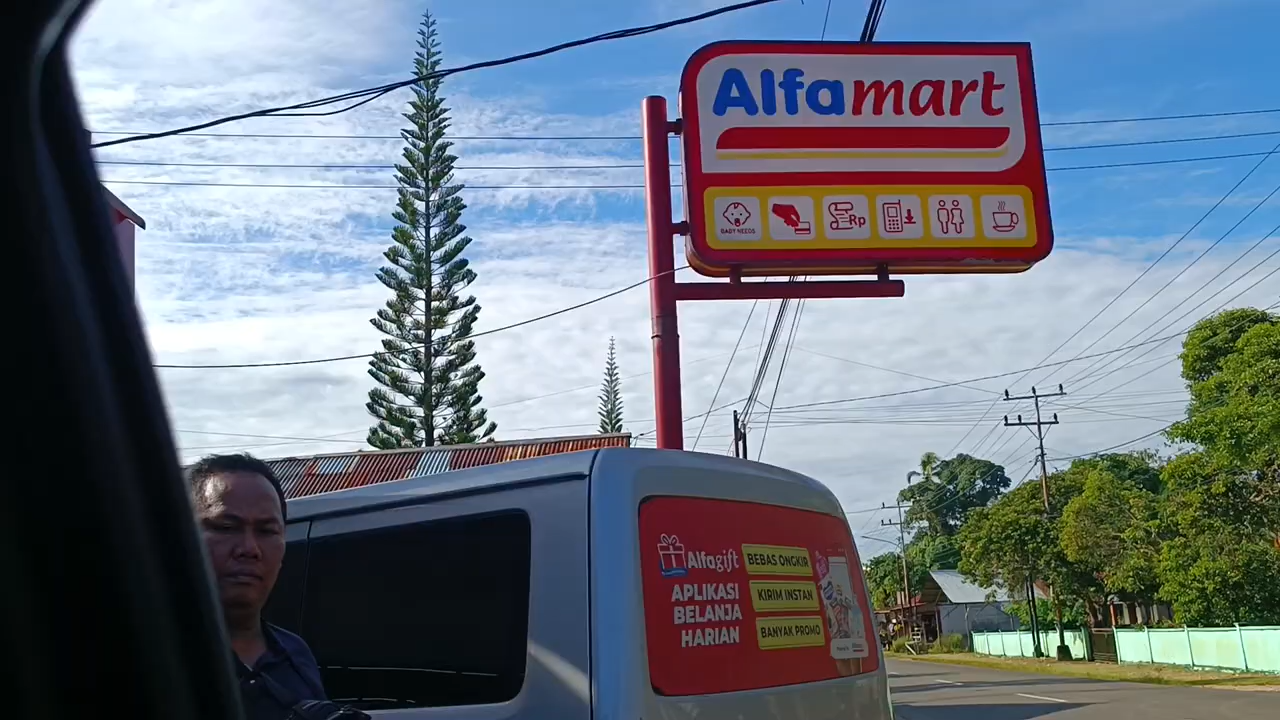 Alfamart
BABY NEEDS
Rp
Alfagift
APLIKASI
BELANJA
HARIAN
BEBAS ONGKIR
KIRIM INSTAN
BANYAK PROMO